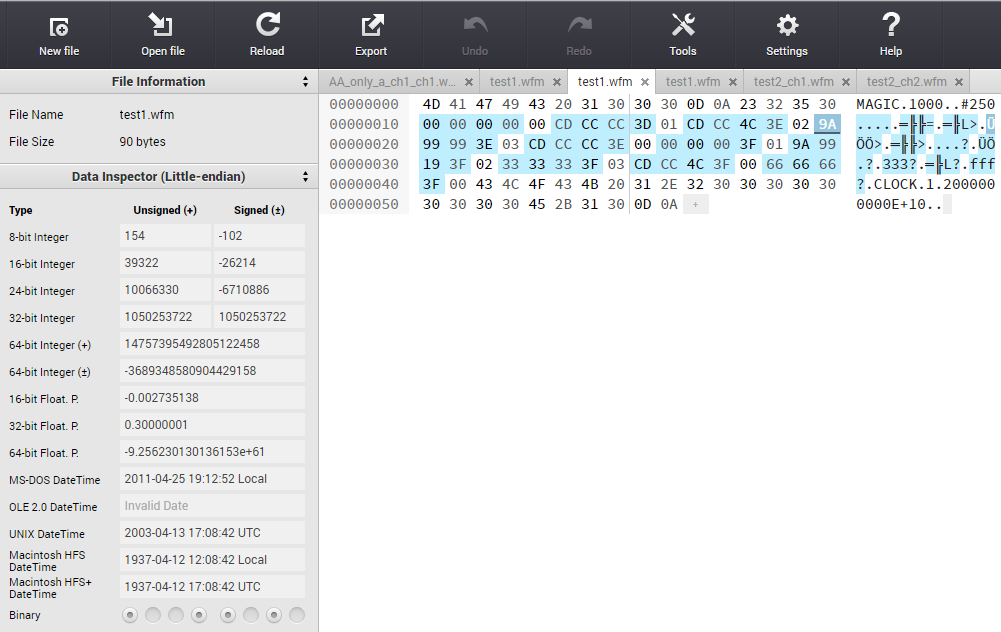 New file Open file Reload Export Undo Redo Tools Settings Help
File Information
AA_only_a_ch1_ch1.w... × test1.wfm × test1.wfm × test1.wfm × test2_ch1.wfm × test2_ch2.wfm ×
File Name test1.wfm
File Size 90 bytes
Data Inspector (Little-endian)
Type Unsigned (+) Signed (±)
8-bit Integer 154 -102
16-bit Integer 39322 -26214
24-bit Integer 10066330 -6710886
32-bit Integer 1050253722 1050253722
64-bit Integer (+) 14757395492805122458
64-bit Integer (±) -3689348580904429158
16-bit Float. P. -0.002735138
32-bit Float. P. 0.30000001
64-bit Float. P. -9.256230130136153e+61
MS-DOS DateTime 2011-04-25 19:12:52 Local
OLE 2.0 DateTime Invalid Date
UNIX DateTime 2003-04-13 17:08:42 UTC
Macintosh HFS DateTime 1937-04-12 12:08:42 Local
Macintosh HFS+ DateTime 1937-04-12 17:08:42 UTC
Binary
00000000 4D 41 47 49 43 20 31 30 30 30 0D 0A 23 32 35 30 MAGIC.1000..#250
00000010 00 00 00 00 00 CD CC CC 3D 01 CD CC 4C 3E 02 9A .....═╠╠=.═╠L>.Ü
00000020 99 99 3E 03 CD CC CC 3E 00 00 00 00 3F 01 9A 99 ÖÖ>.═╠╠>....?.ÜÖ
00000030 19 3F 02 33 33 33 3F 03 CD CC 4C 3F 00 66 66 66 .?.333?.═╠L?.fff
00000040 3F 00 43 4C 4F 43 4B 20 31 2E 32 30 30 30 30 30 ?.CLOCK.1.200000
00000050 30 30 30 30 45 2B 31 30 0D 0A + 0000E+10..